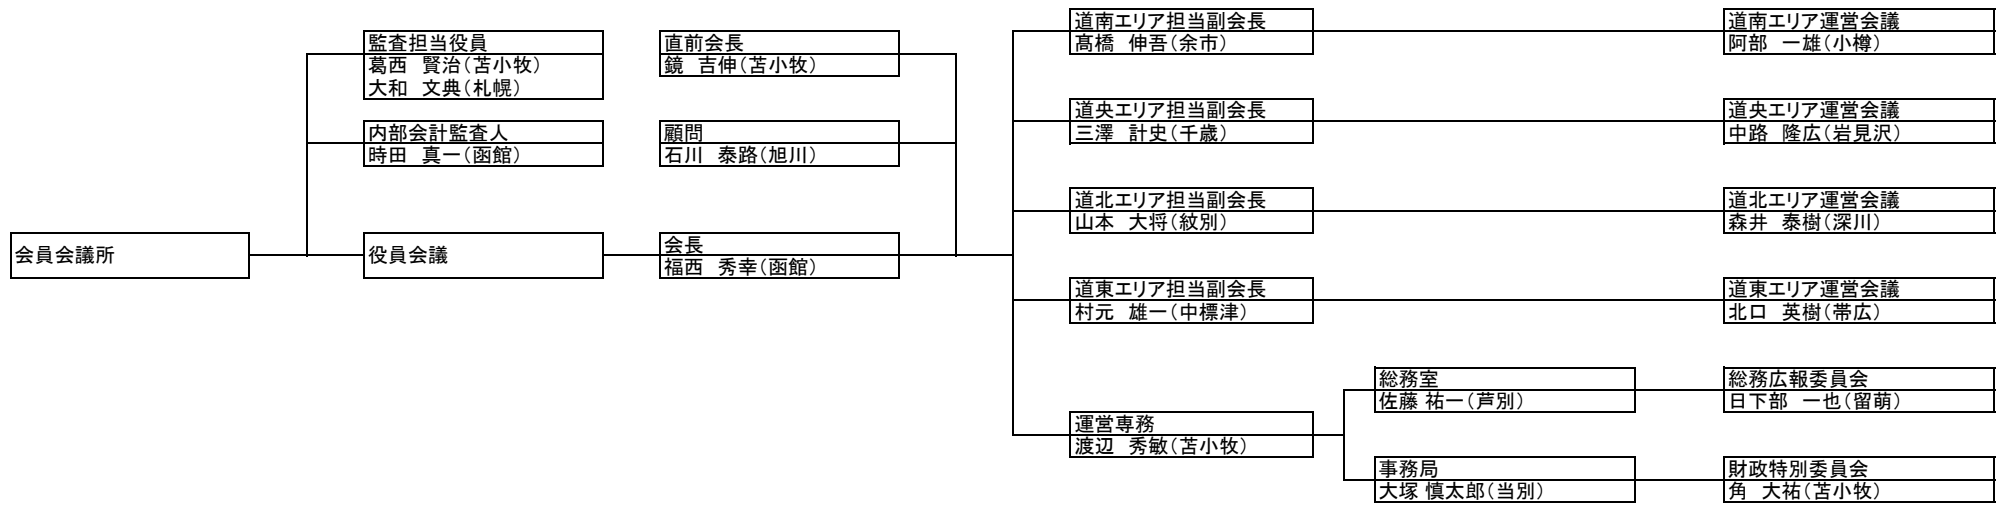 会員会議所
監査担当役員
葛西　賢治（苫小牧）
大和　文典（札幌）
内部会計監査人
時田　真一（函館）
役員会議
直前会長
鏡　吉伸（苫小牧）
顧問
石川　泰路（旭川）
会長
福西　秀幸（函館）
道南エリア担当副会長
髙橋　伸吾（余市）
道央エリア担当副会長
三澤　計史（千歳）
道北エリア担当副会長
山本　大将（紋別）
道東エリア担当副会長
村元　雄一（中標津）
運営専務
渡辺　秀敏（苫小牧）
総務室
佐藤 祐一（芦別）
事務局
大塚 慎太郎（当別）
道南エリア運営会議
阿部　一雄（小樽）
道央エリア運営会議
中路　隆広（岩見沢）
道北エリア運営会議
森井　泰樹（深川）
道東エリア運営会議
北口　英樹（帯広）
総務広報委員会
日下部　一也（留萌）
財政特別委員会
角　大祐（苫小牧）